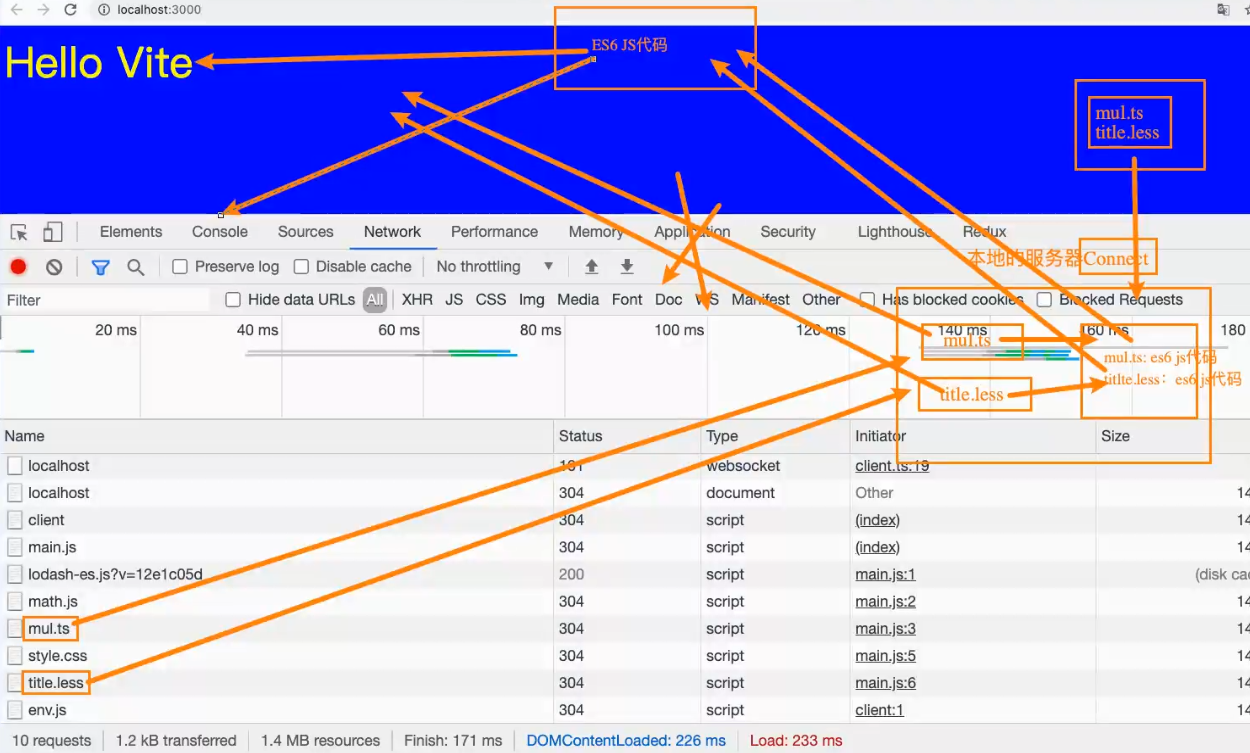 localhost:3000
ES6 JS代码
Hello Vite
mul.ts
title.less
Elements Console Sources Network Performance Memory Application Security Lighthouse Redux
本地的服务器Connect
Preserve log Disable cache No throttling
Filter Hide data URLs All XHR JS CSS Img Media Font Doc WS Manifest Other Has blocked cookies Blocked Requests
20 ms 40 ms 60 ms 80 ms 100 ms 120 ms 140 ms 160 ms 180
mul.ts
mul.ts: es6 js代码
titlte.less：es6 js代码
title.less
Name Status Type Initiator Size
localhost 101 websocket client.ts:19
localhost 304 document Other 14
client 304 script (index) 14
main.js 304 script (index) 14
lodash-es.js?v=12e1c05d 200 script main.js:1 (disk cac
math.js 304 script main.js:2 14
mul.ts 304 script main.js:3 14
style.css 304 script main.js:5 14
title.less 304 script main.js:6 14
env.js 304 script client:1 14
10 requests 1.2 kB transferred 1.4 MB resources Finish: 171 ms DOMContentLoaded: 226 ms Load: 233 ms